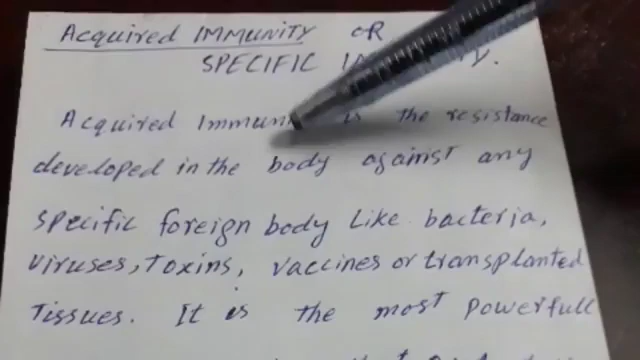 Acquired IMMUNITY OR
SPECIFIC
Acquired is the resistance
developed in the body against any
specific foreign body Like bacteria,
Viruses, Toxins, Vaccines or transplanted
Tissues. It is the most Powerfull